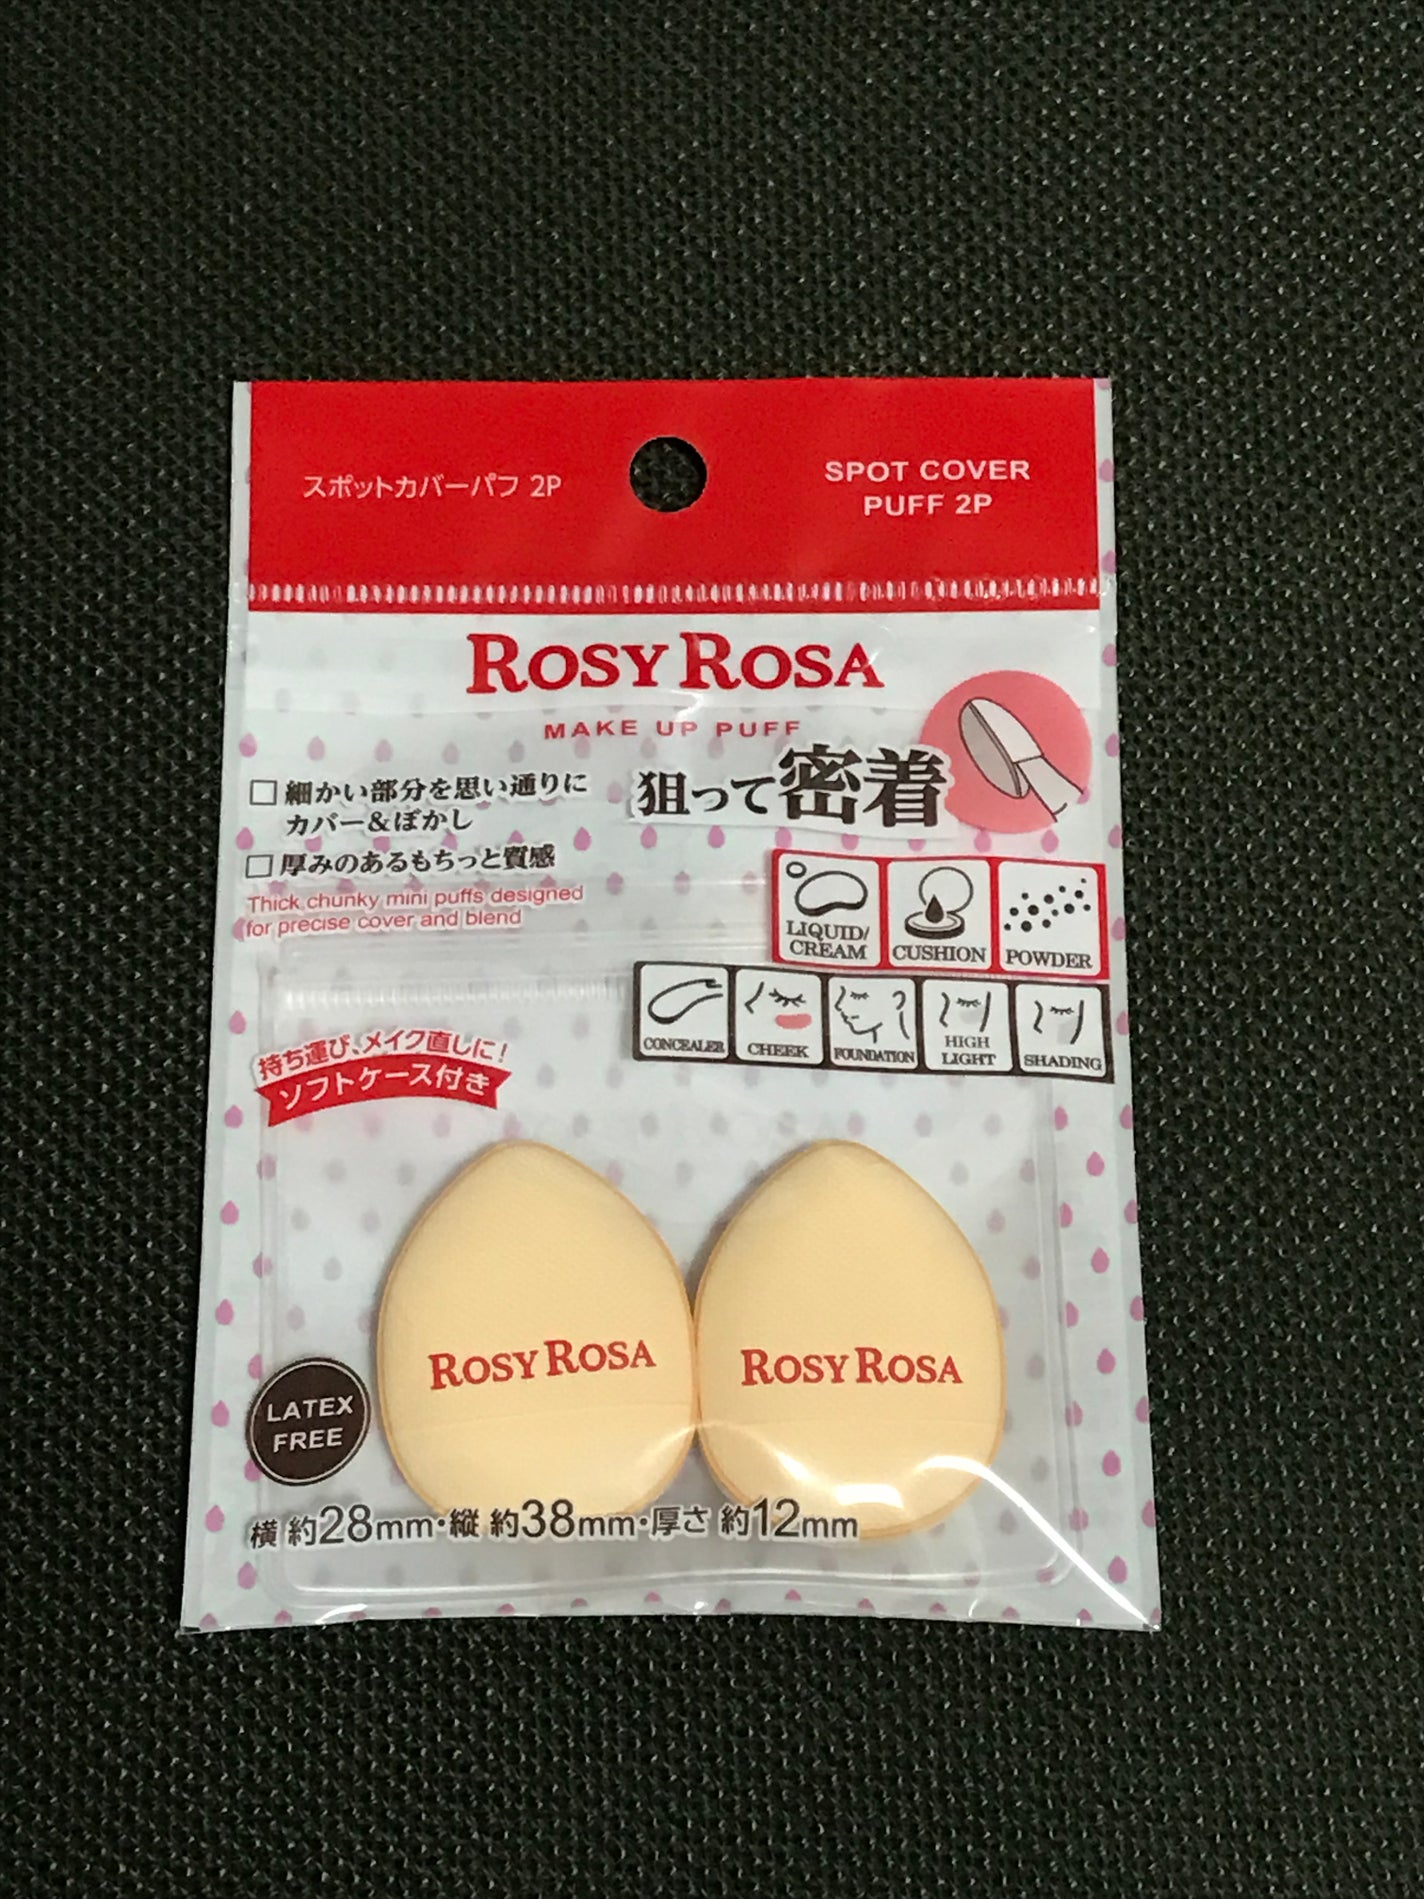 スポットカバーパフ 2P
SPOT COVER
PUFF 2P
ROSY ROSA
MAKE UP PUFF
狙って密着
□ 細かい部分を思い通りに
カバー&ぼかし
□ 厚みのあるもちっと質感
Thick, chunky mini puffs designed
for precise cover and blend
LIQUID/
CREAM
CUSHION
POWDER
CONCEALER
CHEEK
FOUNDATION
HIGH
LIGHT
SHADING
持ち運び、メイク直しに!
ソフトケース付き
ROSY ROSA
ROSY ROSA
LATEX
FREE
横 約28mm・縦 約38mm・厚さ 約12mm